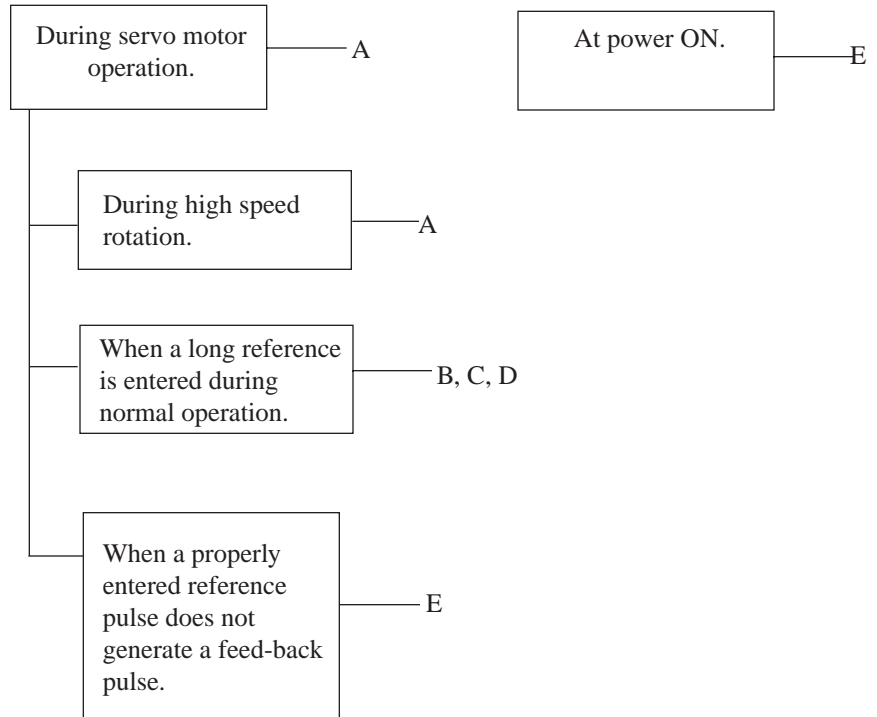 During servo motor
operation.
A
At power ON.
E
During high speed
rotation.
A
When a long reference
is entered during
normal operation.
B, C, D
When a properly
entered reference
pulse does not
generate a feed-back
pulse.
E